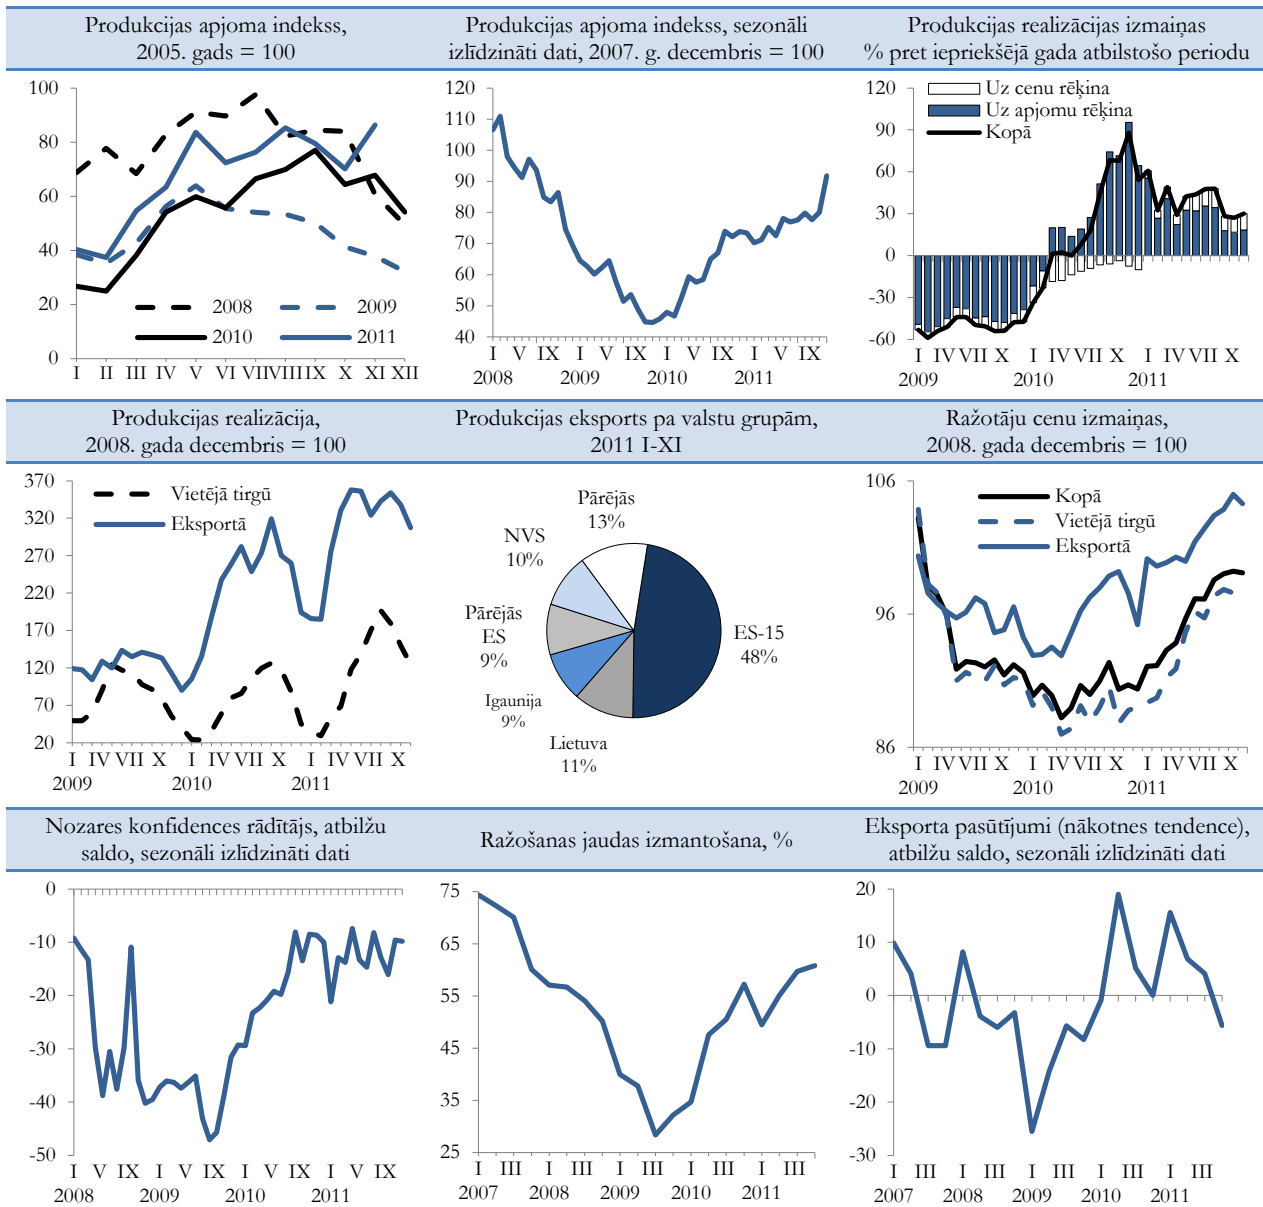 Produkcijas apjoma indekss,
2005. gads = 100
Produkcijas apjoma indekss, sezonāli
izlīdzināti dati, 2007. g. decembris = 100
Produkcijas realizācijas izmaiņas
% pret iepriekšējā gada atbilstošo periodu
100
80
60
40
20
0
2008
2009
2010
2011
I II III IV V VI VII VIII IX X XI XII
120
110
100
90
80
70
60
50
40
I V IX I V IX I V IX I V IX
2008 2009 2010 2011
120
90
60
30
0
-30
-60
Uz cenu rēķina
Uz apjomu rēķina
Kopā
I IV VII X I IV VII X I IV VII X
2009 2010 2011
Produkcijas realizācija,
2008. gada decembris = 100
Produkcijas eksports pa valstu grupām,
2011 I-XI
Ražotāju cenu izmaiņas,
2008. gada decembris = 100
370
320
270
220
170
120
70
20
Vietējā tirgū
Eksportā
I IV VII X I IV VII X I IV VII X
2009 2010 2011
Pārējās
13%
NVS
10%
Pārējās
ES
9%
Igaunija
9%
Lietuva
11%
ES-15
48%
106
96
86
Kopā
Vietējā tirgū
Eksportā
I IV VII X I IV VII X I IV VII X
2009 2010 2011
Nozares konfidences rādītājs, atbilžu
saldo, sezonāli izlīdzināti dati
Ražošanas jaudas izmantošana, %
Eksporta pasūtījumi (nākotnes tendence),
atbilžu saldo, sezonāli izlīdzināti dati
0
-10
-20
-30
-40
-50
I V IX I V IX I V IX I V IX
2008 2009 2010 2011
75
65
55
45
35
25
I III I III I III I III I III
2007 2008 2009 2010 2011
20
10
0
-10
-20
-30
I III I III I III I III I III
2007 2008 2009 2010 2011